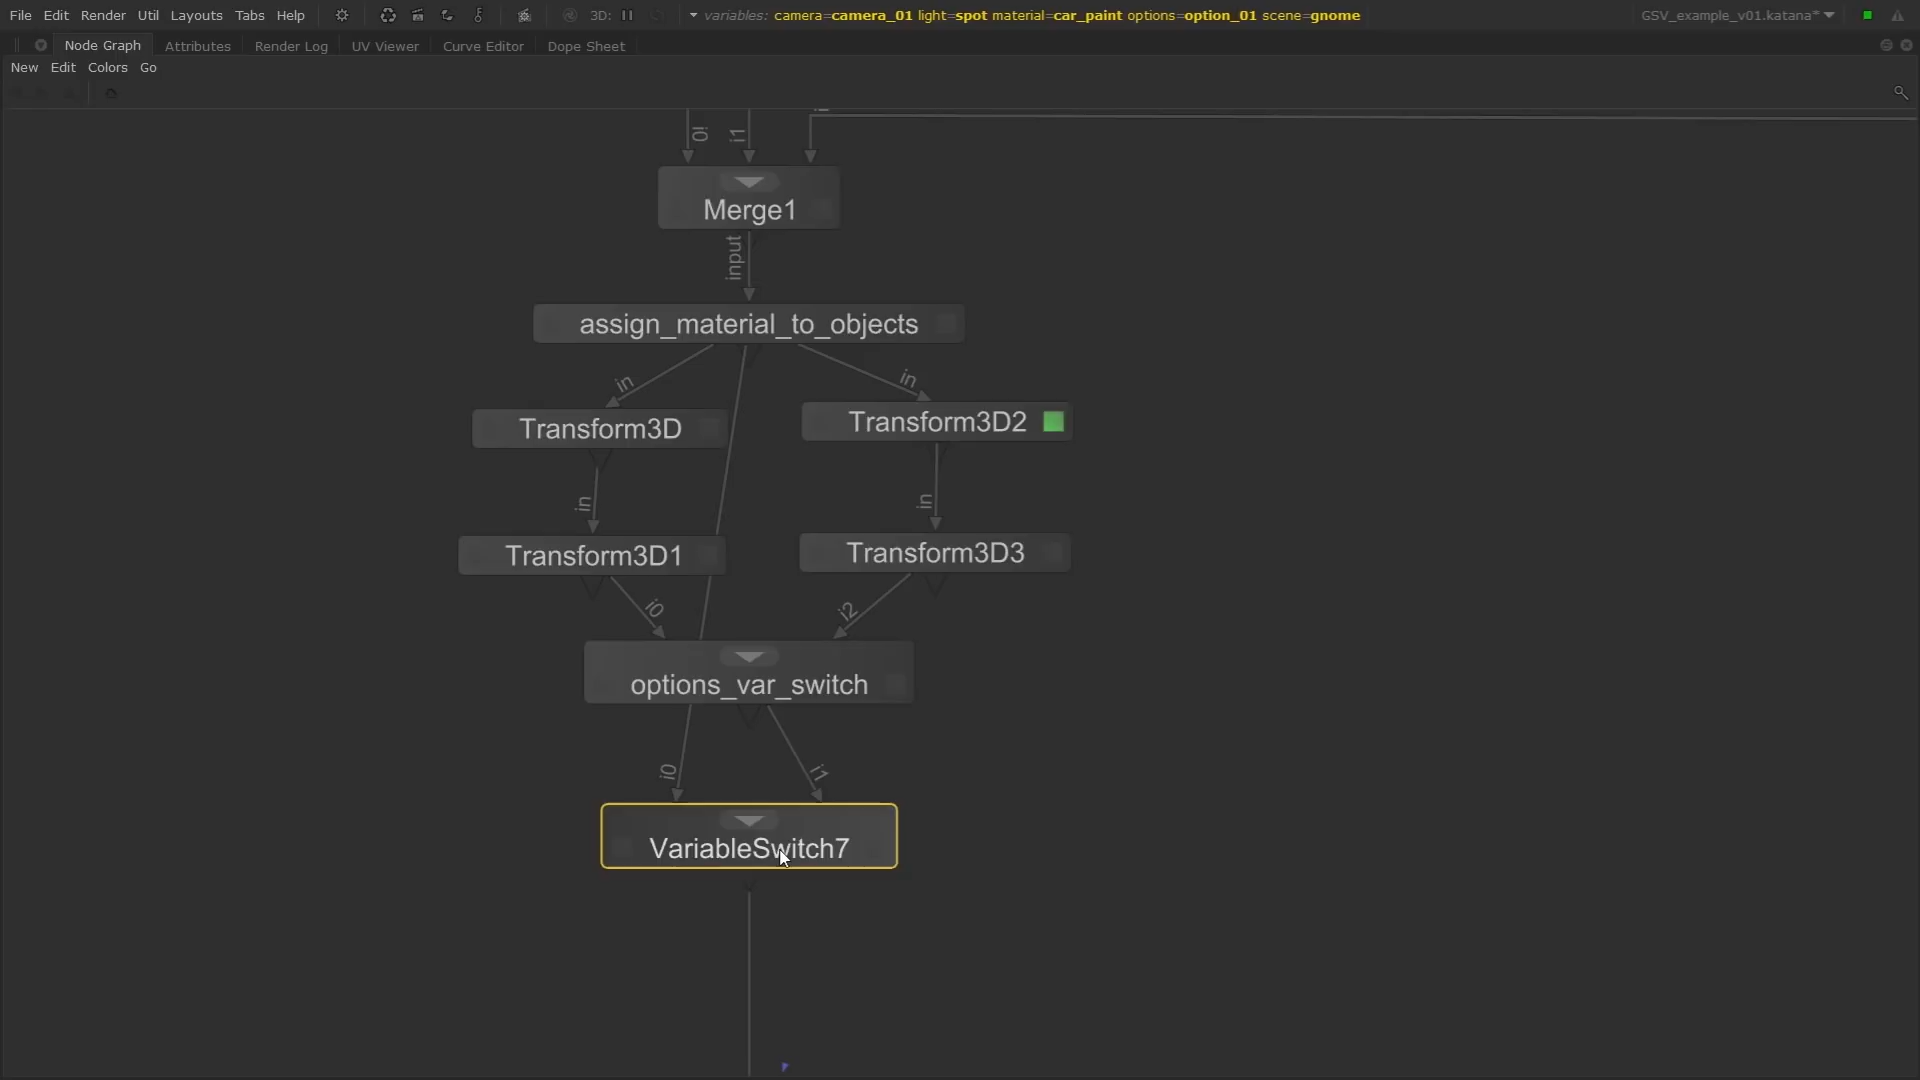 File Edit Render Util Layouts Tabs Help 3D: variables: camera=camera_01 light=spot material=car_paint options=option_01 scene=gnome GSV_example_v01.katana*
Node Graph Attributes Render Log UV Viewer Curve Editor Dope Sheet
New Edit Colors Go
i0 i1
Merge1
input
assign_material_to_objects
in in
Transform3D Transform3D2
in in
Transform3D1 Transform3D3
i0 i2
options_var_switch
i0 i1
VariableSwitch7